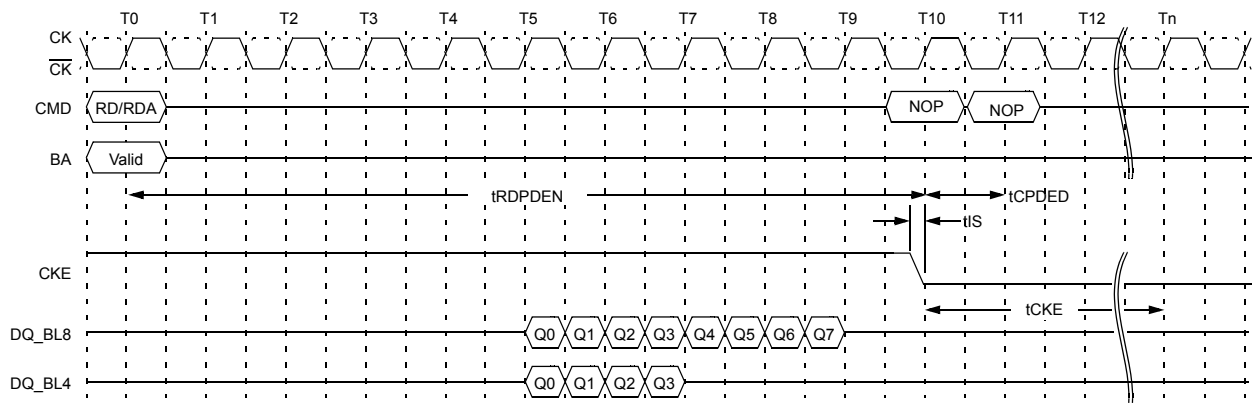 T0 T1 T2 T3 T4 T5 T6 T7 T8 T9 T10 T11 T12 Tn
CK
CK
CMD RD/RDA NOP NOP
BA Valid
tRDPDEN tCPDED
tIS
CKE
tCKE
DQ_BL8 Q0 Q1 Q2 Q3 Q4 Q5 Q6 Q7
DQ_BL4 Q0 Q1 Q2 Q3